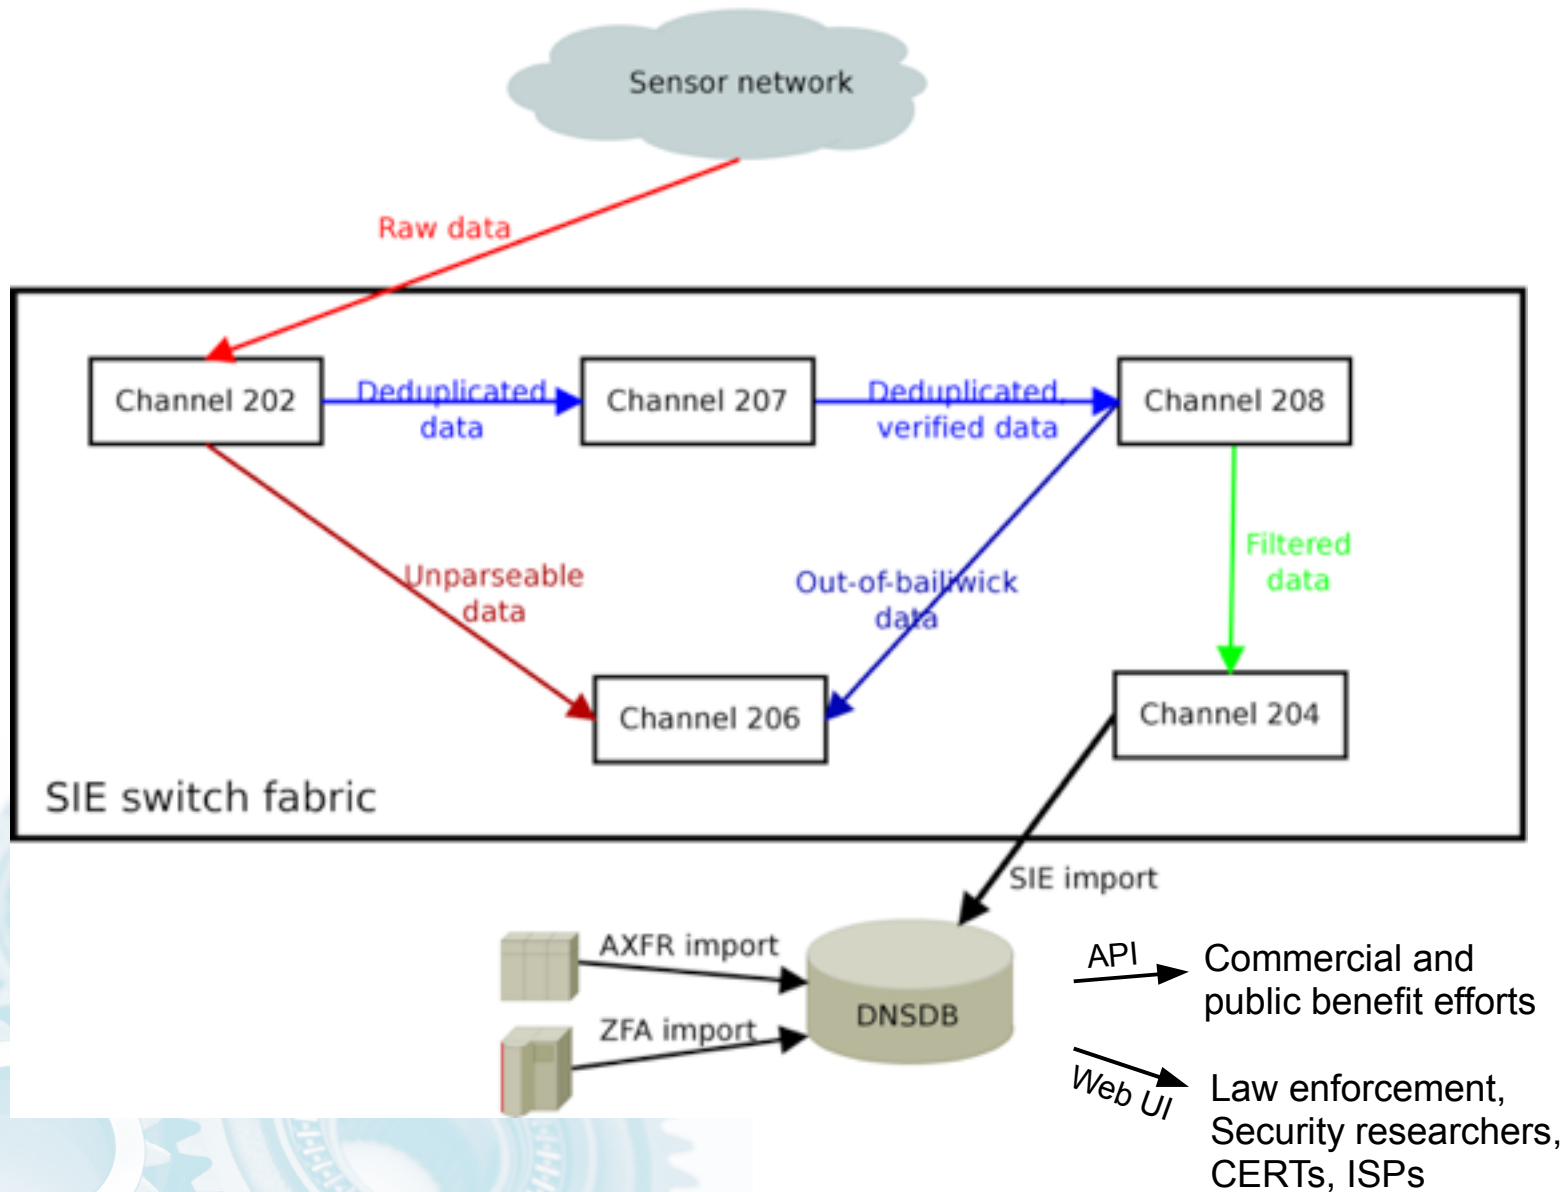 Sensor network
Raw data
Channel 202
Deduplicated
data
Channel 207
Deduplicated,
verified data
Channel 208
Unparseable
data
Out-of-bailiwick
data
Filtered
data
Channel 206
Channel 204
SIE switch fabric
SIE import
AXFR import
ZFA import
DNSDB
API
Commercial and
public benefit efforts
Web UI
Law enforcement,
Security researchers,
CERTs, ISPs